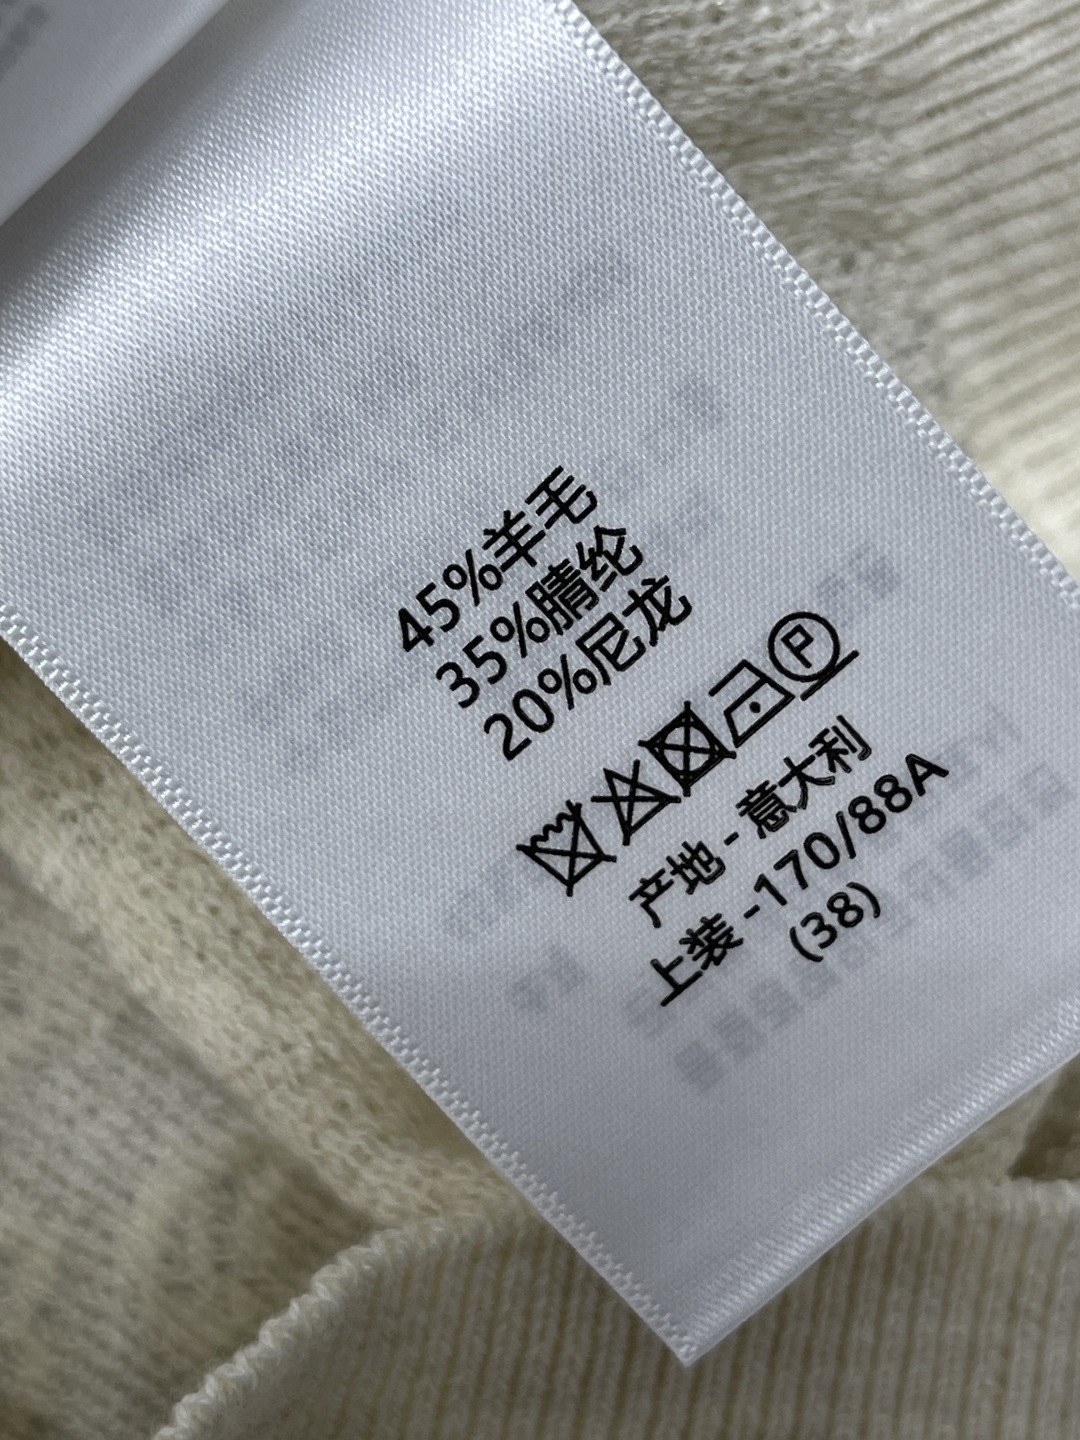 45%羊毛
35%腈纶
20%尼龙
P
产地 - 意大利
上装 -170/88A
(38)